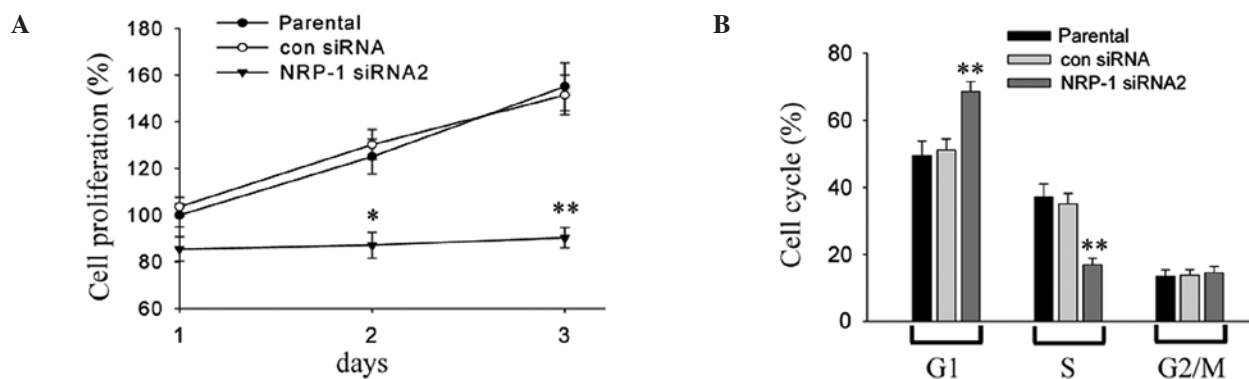 A
Parental
con siRNA
NRP-1 siRNA2
Cell proliferation (%)
180
160
140
120
100
80
60
*
**
1
2
3
days
B
Parental
con siRNA
NRP-1 siRNA2
Cell cycle (%)
80
60
40
20
0
**
**
G1
S
G2/M